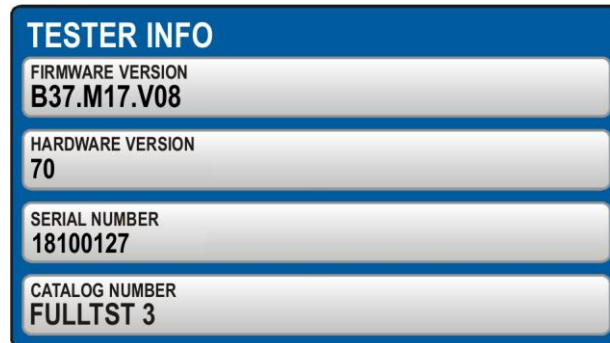 TESTER INFO
FIRMWARE VERSION
B37.M17.V08
HARDWARE VERSION
70
SERIAL NUMBER
18100127
CATALOG NUMBER
FULLTST 3